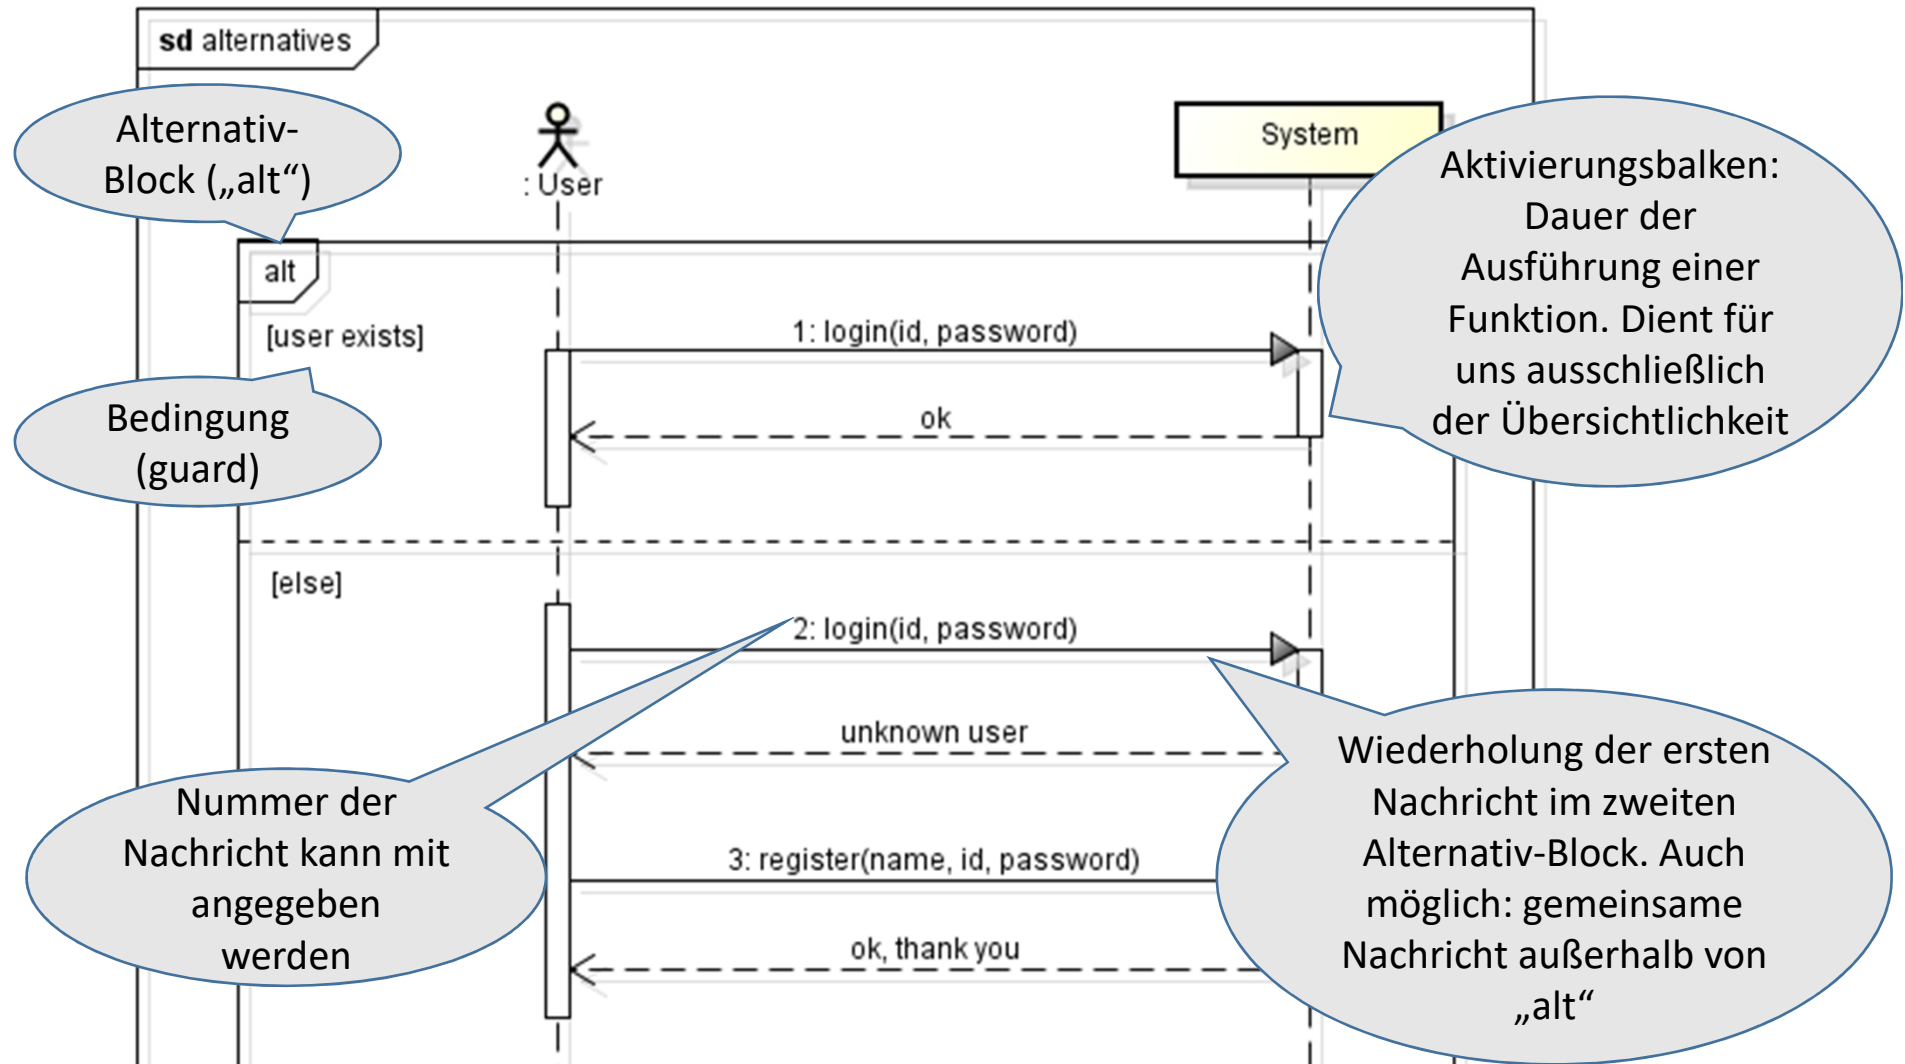 sd alternatives
Alternativ-
Block („alt“)
: User
System
Aktivierungsbalken:
Dauer der
Ausführung einer
Funktion. Dient für
uns ausschließlich
der Übersichtlichkeit
alt
[user exists]
1: login(id, password)
Bedingung
(guard)
ok
[else]
2: login(id, password)
unknown user
Nummer der
Nachricht kann mit
angegeben
werden
Wiederholung der ersten
Nachricht im zweiten
Alternativ-Block. Auch
möglich: gemeinsame
Nachricht außerhalb von
„alt“
3: register(name, id, password)
ok, thank you